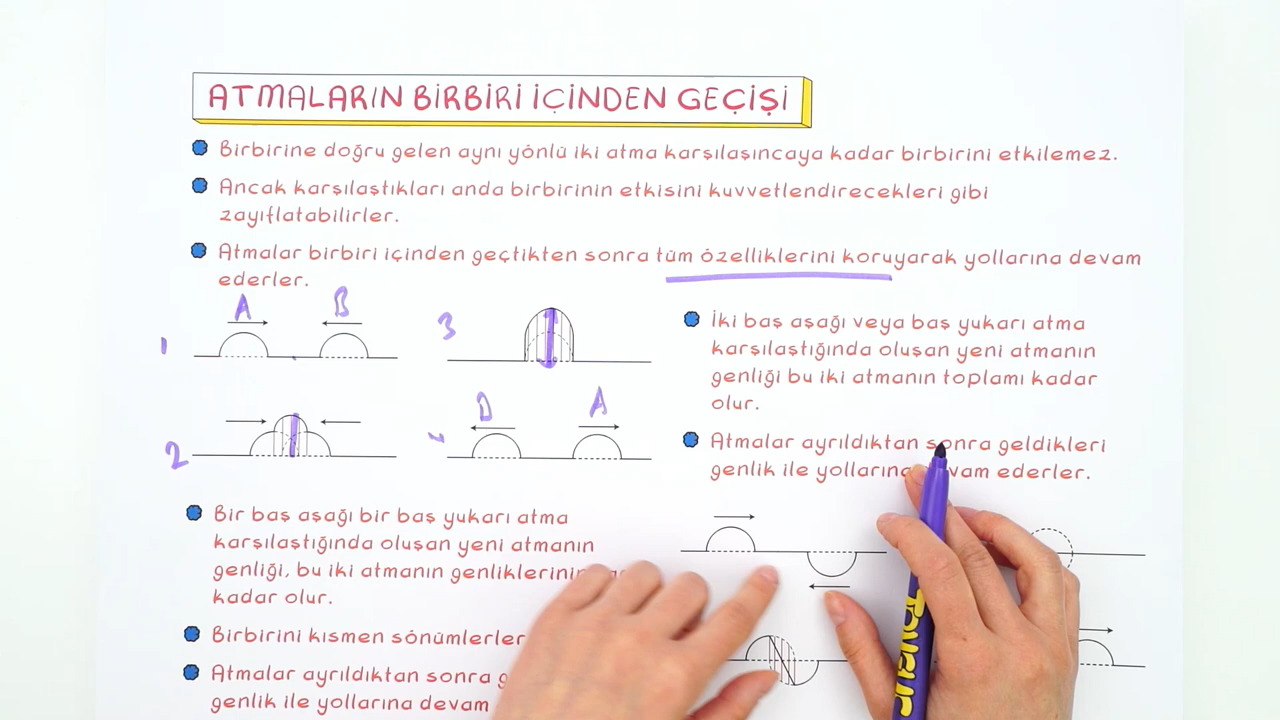 ATMALARIN BİRBİRİ İÇİNDEN GEÇİŞİ
Birbirine doğru gelen aynı yönlü iki atma karşılaşıncaya kadar birbirini etkilemez.
Ancak karşılaştıkları anda birbirinin etkisini kuvvetlendirecekleri gibi
zayıflatabilirler.
Atmalar birbiri içinden geçtikten sonra tüm özelliklerini koruyarak yollarına devam
ederler.
A B
1
3
2
D A
4
İki baş aşağı veya baş yukarı atma
karşılaştığında oluşan yeni atmanın
genliği bu iki atmanın toplamı kadar
olur.
Atmalar ayrıldıktan sonra geldikleri
genlik ile yollarına devam ederler.
Bir baş aşağı bir baş yukarı atma
karşılaştığında oluşan yeni atmanın
genliği, bu iki atmanın genliklerinin
kadar olur.
Birbirini kısmen sönümlerler
Atmalar ayrıldıktan sonra
genlik ile yollarına devam